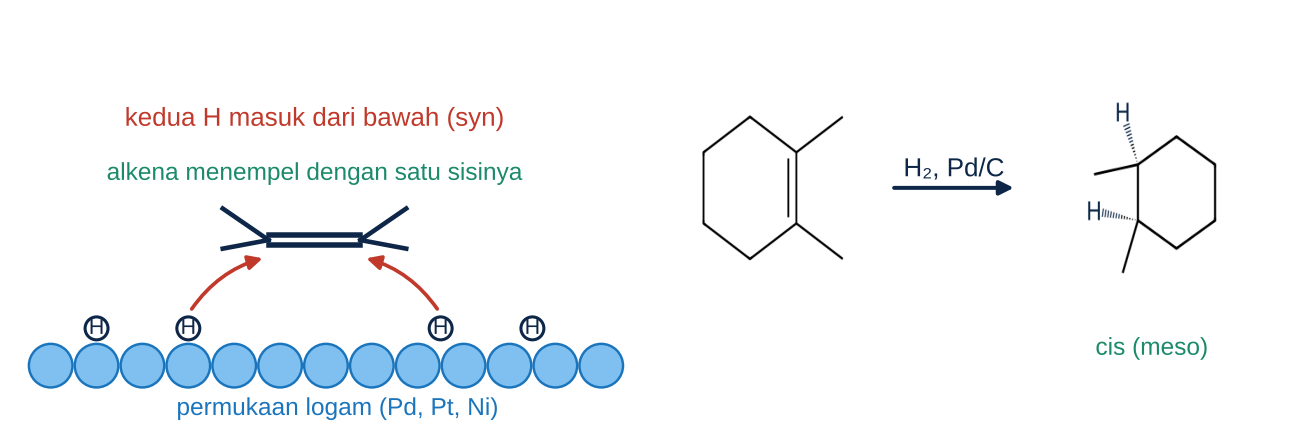 kedua H masuk dari bawah (syn)
alkena menempel dengan satu sisinya
H
H
H
H
permukaan logam (Pd, Pt, Ni)
H₂, Pd/C
H
H
cis (meso)